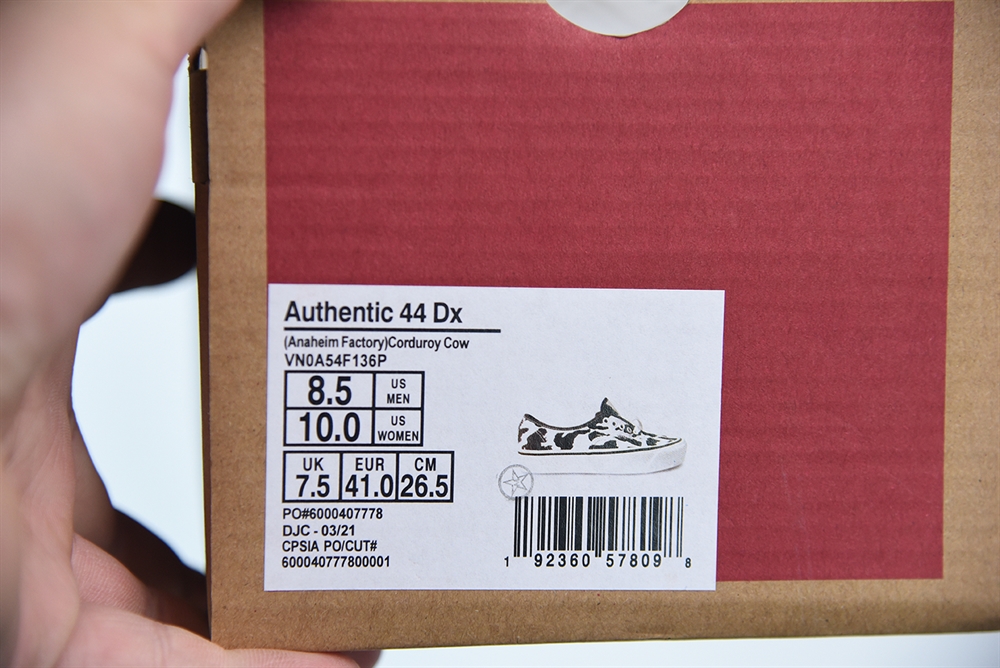 Authentic 44 Dx
(Anaheim Factory)Corduroy Cow
VN0A54F136P
8.5 US MEN
10.0 US WOMEN
UK 7.5 EUR 41.0 CM 26.5
PO#6000407778
DJC - 03/21
CPSIA PO/CUT#
600040777800001
1 92360 57809 8